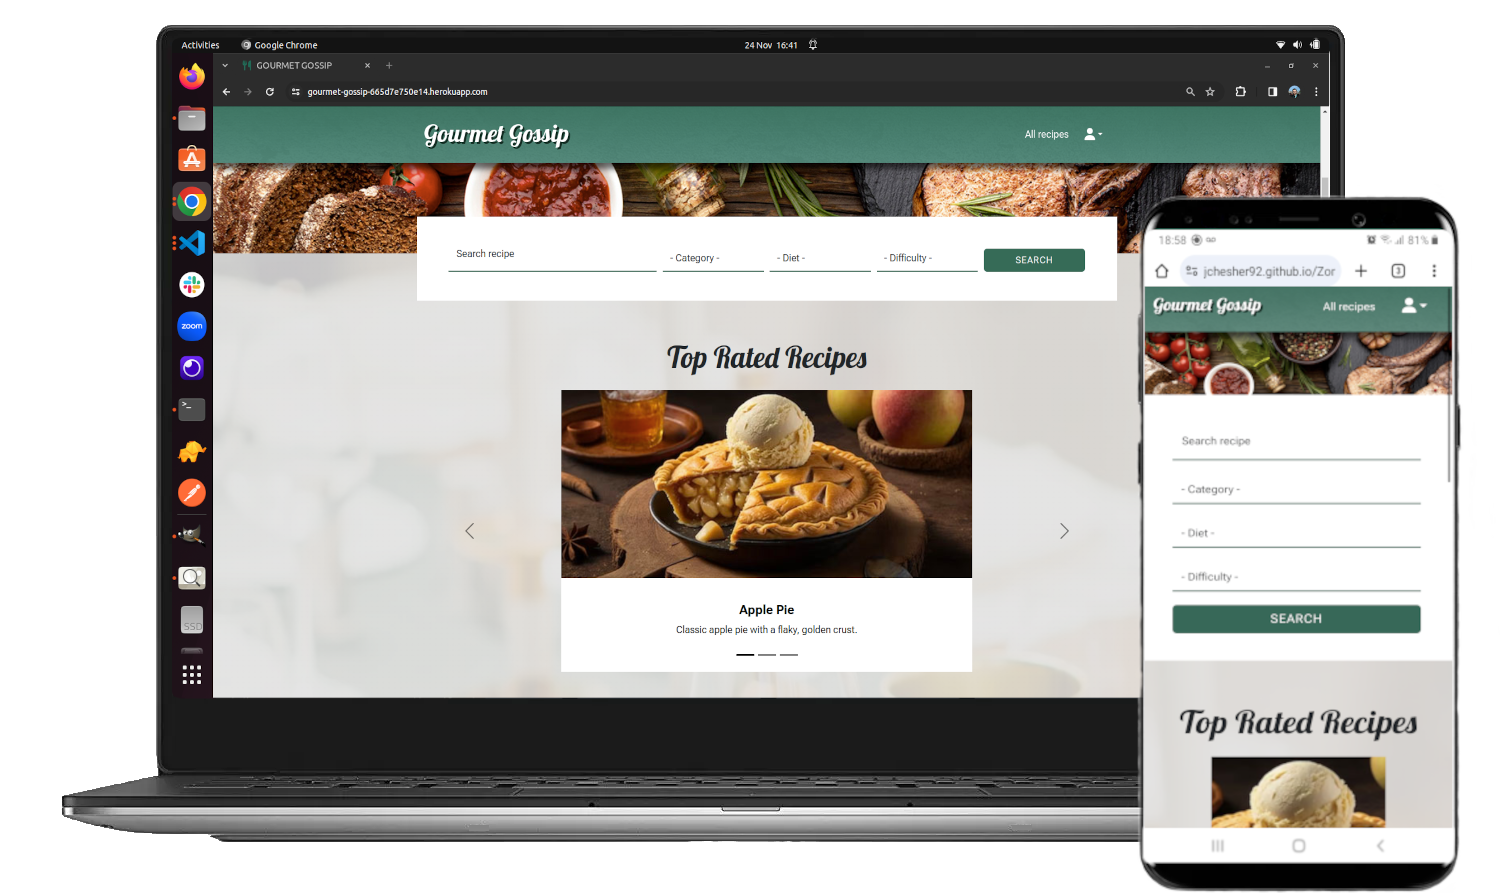 Activities Google Chrome 24 Nov 16:41
GOURMET GOSSIP
gourmet-gossip-665d7e750e14.herokuapp.com
Gourmet Gossip
All recipes
Search recipe
- Category -
- Diet -
- Difficulty -
SEARCH
Top Rated Recipes
Apple Pie
Classic apple pie with a flaky, golden crust.
zoom
>_
SSD
18:58 81%
jchesher92.github.io/Zor
3
Gourmet Gossip
All recipes
Search recipe
- Category -
- Diet -
- Difficulty -
SEARCH
Top Rated Recipes